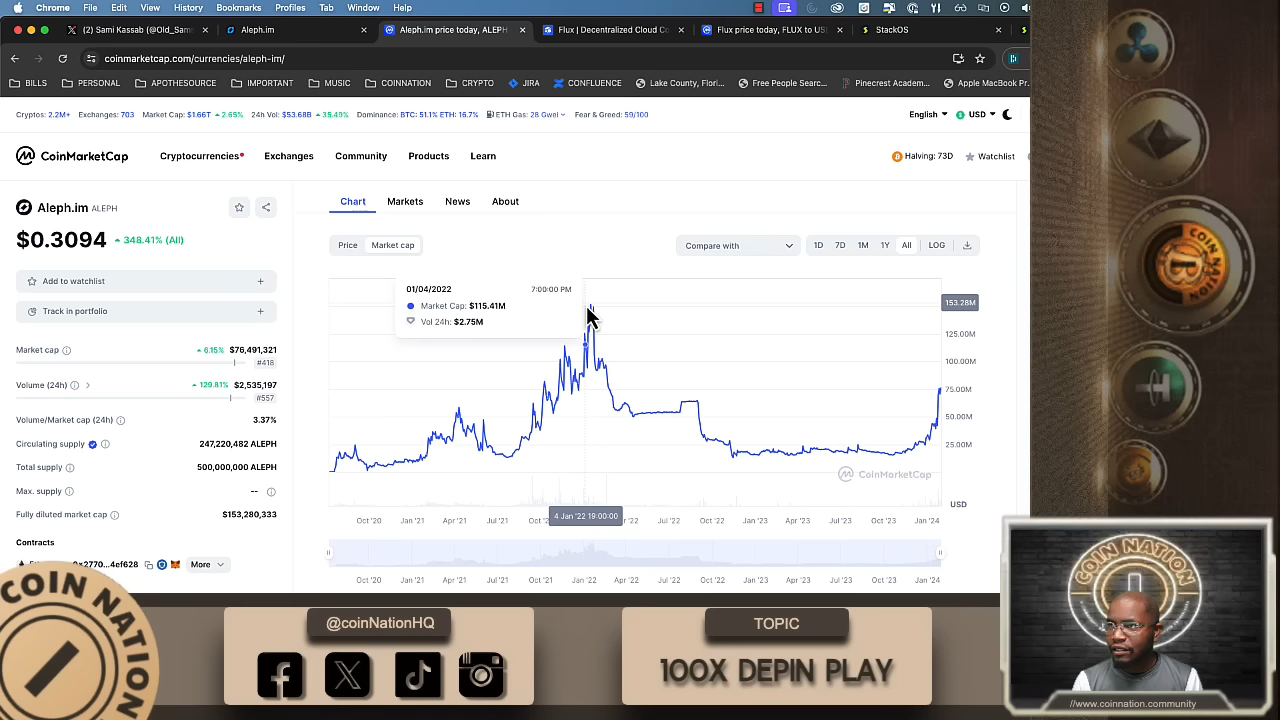 Chrome File Edit View History Bookmarks Profiles Tab Window Help
(2) Sami Kassab (@Old_Sam
Aleph.im
Aleph.im price today, ALEPH
Flux | Decentralized Cloud Co
Flux price today, FLUX to US
StackOS
coinmarketcap.com/currencies/aleph-im/
BILLS PERSONAL APOTHESOURCE IMPORTANT MUSIC COINNATION CRYPTO JIRA CONFLUENCE Lake County, Flori... Free People Searc... Pinecrest Academ... Apple MacBook Pr
Cryptos: 2.2M+ Exchanges: 703 Market Cap: $1.66T 2.65% 24h Vol: $53.68B 35.49% Dominance: BTC: 51.1% ETH: 16.7% ETH Gas: 28 Gwei Fear & Greed: 59/100
English USD
CoinMarketCap
Cryptocurrencies Exchanges Community Products Learn
Halving: 73D Watchlist
Aleph.im ALEPH
$0.3094 348.41% (All)
Add to watchlist +
Track in portfolio +
Market cap 6.15% $76,491,321
#418
Volume (24h) 129.81% $2,535,197
#557
Volume/Market cap (24h) 3.37%
Circulating supply 247,220,482 ALEPH
Total supply 500,000,000 ALEPH
Max. supply --
Fully diluted market cap $153,280,333
Contracts
0x2770...4ef628 More
Chart Markets News About
Price Market cap
Compare with
1D 7D 1M 1Y All LOG
01/04/2022 7:00:00 PM
Market Cap: $115.41M
Vol 24h: $2.75M
153.28M
125.00M
100.00M
75.00M
50.00M
25.00M
CoinMarketCap
USD
Oct '20 Jan '21 Apr '21 Jul '21 Oct '21 4 Jan '22 19:00:00 Jul '22 Oct '22 Jan '23 Apr '23 Jul '23 Oct '23 Jan '24
Oct '20 Jan '21 Apr '21 Jul '21 Oct '21 Jan '22 Apr '22 Jul '22 Oct '22 Jan '23 Apr '23 Jul '23 Oct '23 Jan '24
COIN NATION
@coinNationHQ
TOPIC
100X DEPIN PLAY
COIN NATION
COIN NATION
//www.coinnation.community